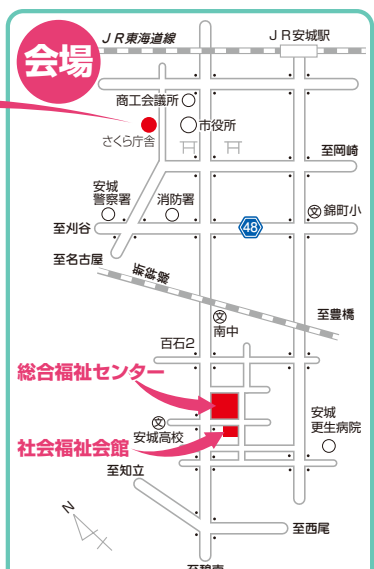 会場
JR東海道線
JR安城駅
商工会議所
市役所
さくら庁舎
至岡崎
安城
警察署
消防署
文 錦町小
至刈谷
48
至名古屋
新幹線
至豊橋
文
南中
百石2
総合福祉センター
文
安城高校
安城
更生病院
社会福祉会館
至知立
N
至西尾